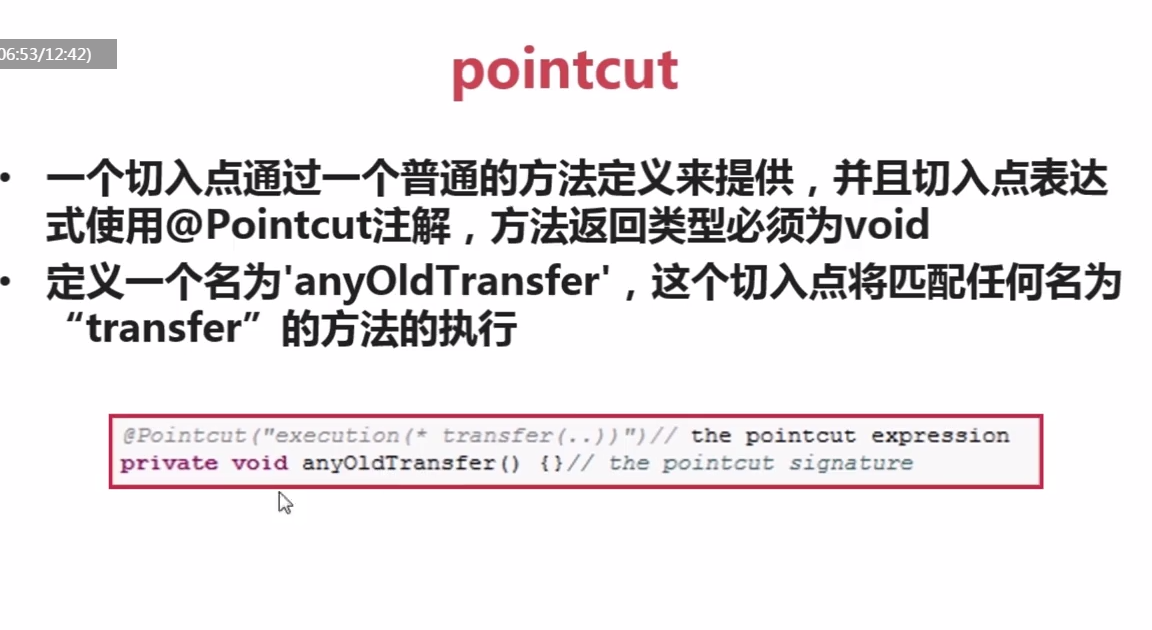 06:53/12:42)
pointcut
• 一个切入点通过一个普通的方法定义来提供，并且切入点表达
式使用@Pointcut注解，方法返回类型必须为void
• 定义一个名为'anyOldTransfer'，这个切入点将匹配任何名为
“transfer”的方法的执行
@Pointcut("execution(* transfer(..))")// the pointcut expression
private void anyOldTransfer() {}// the pointcut signature